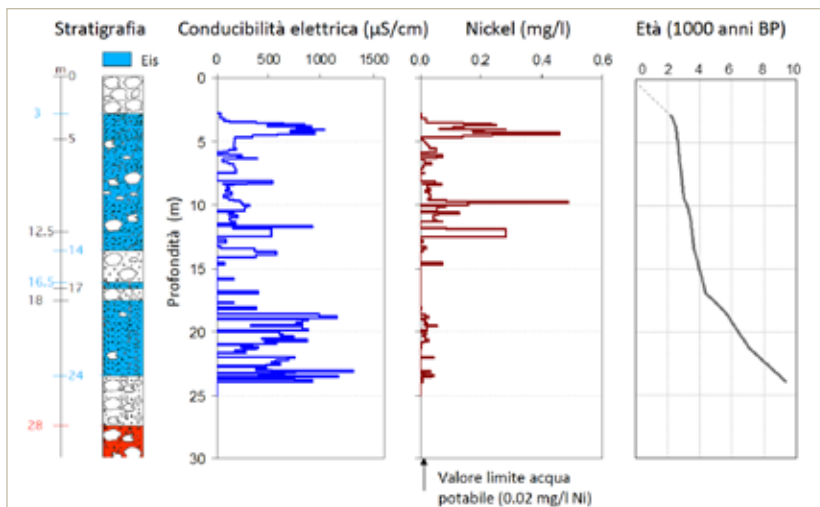 Stratigrafia
Eis
m
0
3
5
12.5
14
16.5
17
18
24
28
Conducibilità elettrica (µS/cm)
0 500 1000 1500
Profondità (m)
0
5
10
15
20
25
30
Nickel (mg/l)
0.0 0.2 0.4 0.6
Valore limite acqua
potabile (0.02 mg/l Ni)
Età (1000 anni BP)
0 2 4 6 8 10